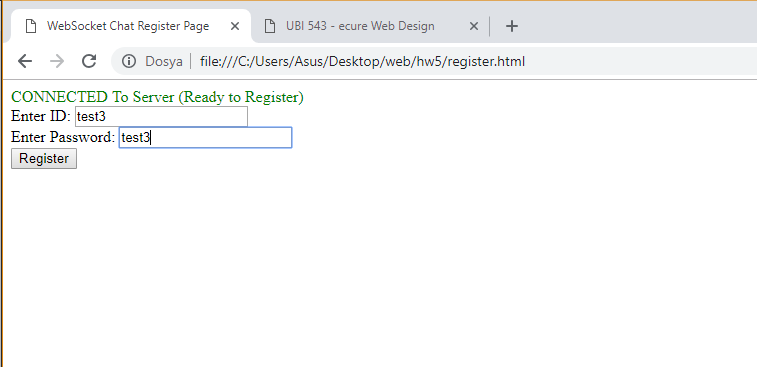 WebSocket Chat Register Page
UBI 543 - ecure Web Design
Dosya
file:///C:/Users/Asus/Desktop/web/hw5/register.html
CONNECTED To Server (Ready to Register)
Enter ID: test3
Enter Password: test3
Register